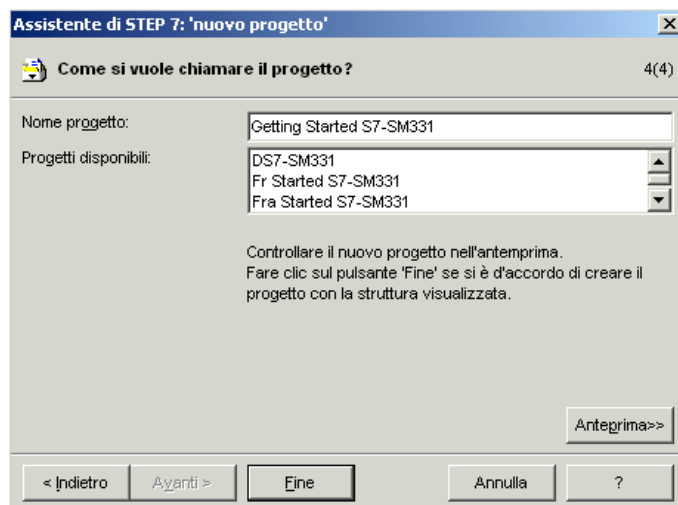 Assistente di STEP 7: 'nuovo progetto'
Come si vuole chiamare il progetto?
4(4)
Nome progetto:
Getting Started S7-SM331
Progetti disponibili:
DS7-SM331
Fr Started S7-SM331
Fra Started S7-SM331
Controllare il nuovo progetto nell'antemprima.
Fare clic sul pulsante 'Fine' se si è d'accordo di creare il
progetto con la struttura visualizzata.
Anteprima>>
< Indietro
Avanti >
Fine
Annulla
?